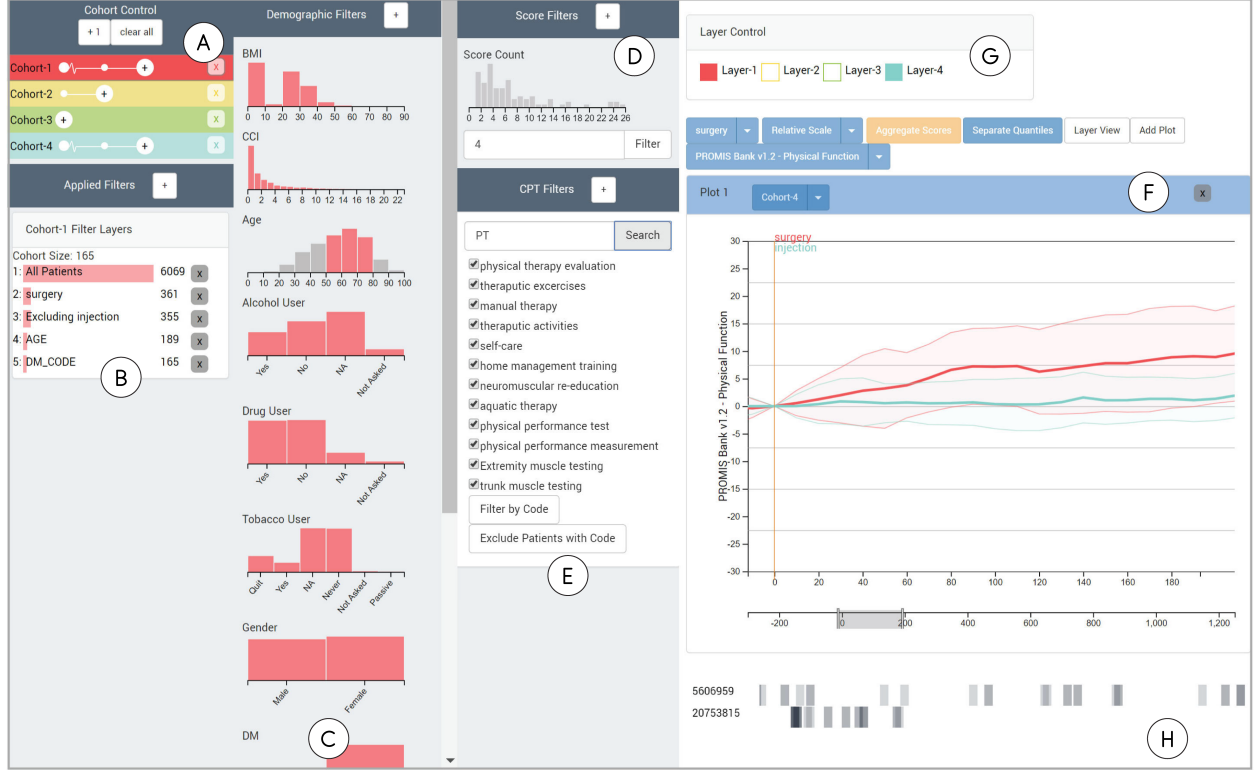 Cohort Control
+ 1 clear all
A
Cohort-1 + x
Cohort-2 + x
Cohort-3 + x
Cohort-4 + x
Applied Filters +
Cohort-1 Filter Layers
Cohort Size: 165
1: All Patients 6069 x
2: surgery 361 x
3: Excluding injection 355 x
4: AGE 189 x
5: DM_CODE 165 x
B
Demographic Filters +
BMI
0 10 20 30 40 50 60 70 80 90
CCI
0 2 4 6 8 10 12 14 16 18 20 22
Age
0 10 20 30 40 50 60 70 80 90 100
Alcohol User
Yes No NA Not Asked
Drug User
Yes No NA Not Asked
Tobacco User
Quit Yes NA Never Not Asked Passive
Gender
Male Female
DM
C
Score Filters +
D
Score Count
0 2 4 6 8 10 12 14 16 18 20 22 24 26
4 Filter
CPT Filters +
PT Search
physical therapy evaluation
theraputic excercises
manual therapy
theraputic activities
self-care
home management training
neuromuscular re-education
aquatic therapy
physical performance test
physical performance measurement
Extremity muscle testing
trunk muscle testing
Filter by Code
Exclude Patients with Code
E
Layer Control
G
Layer-1 Layer-2 Layer-3 Layer-4
surgery Relative Scale Aggregate Scores Separate Quantiles Layer View Add Plot
PROMIS Bank v1.2 - Physical Function
Plot 1 Cohort-4 F x
surgery
injection
PROMIS Bank v1.2 - Physical Function
30
25
20
15
10
5
0
-5
-10
-15
-20
-25
-30
0 20 40 60 80 100 120 140 160 180
-200 0 200 400 600 800 1,000 1,200
5606959
20753815
H